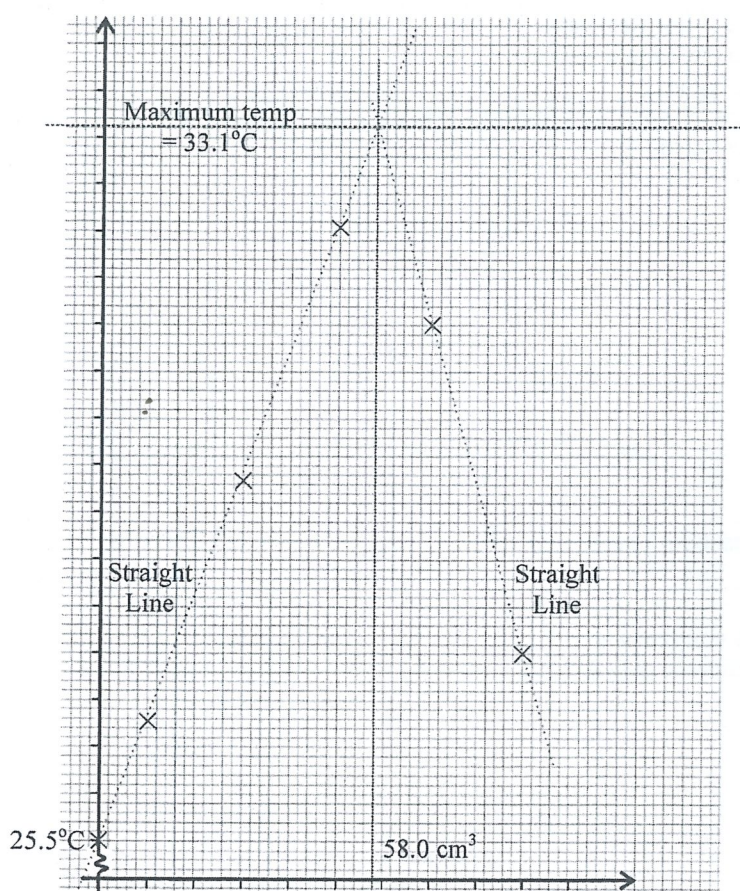 Maximum temp
= 33.1°C
Straight
Line
Straight
Line
25.5°C
58.0 cm³